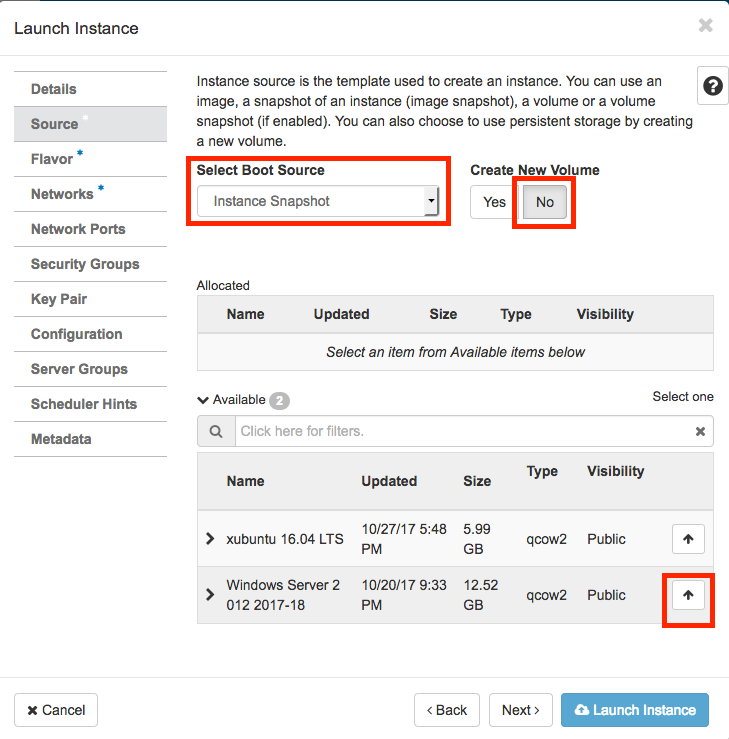 Launch Instance
Details
Source *
Flavor *
Networks *
Network Ports
Security Groups
Key Pair
Configuration
Server Groups
Scheduler Hints
Metadata
Instance source is the template used to create an instance. You can use an
image, a snapshot of an instance (image snapshot), a volume or a volume
snapshot (if enabled). You can also choose to use persistent storage by creating
a new volume.
Select Boot Source
Instance Snapshot
Create New Volume
Yes No
Allocated
Name Updated Size Type Visibility
Select an item from Available items below
Available 2
Select one
Click here for filters.
Name Updated Size Type Visibility
xubuntu 16.04 LTS 10/27/17 5:48 5.99 qcow2 Public
PM GB
Windows Server 2 10/20/17 9:33 12.52 qcow2 Public
012 2017-18 PM GB
Cancel
< Back
Next >
Launch Instance